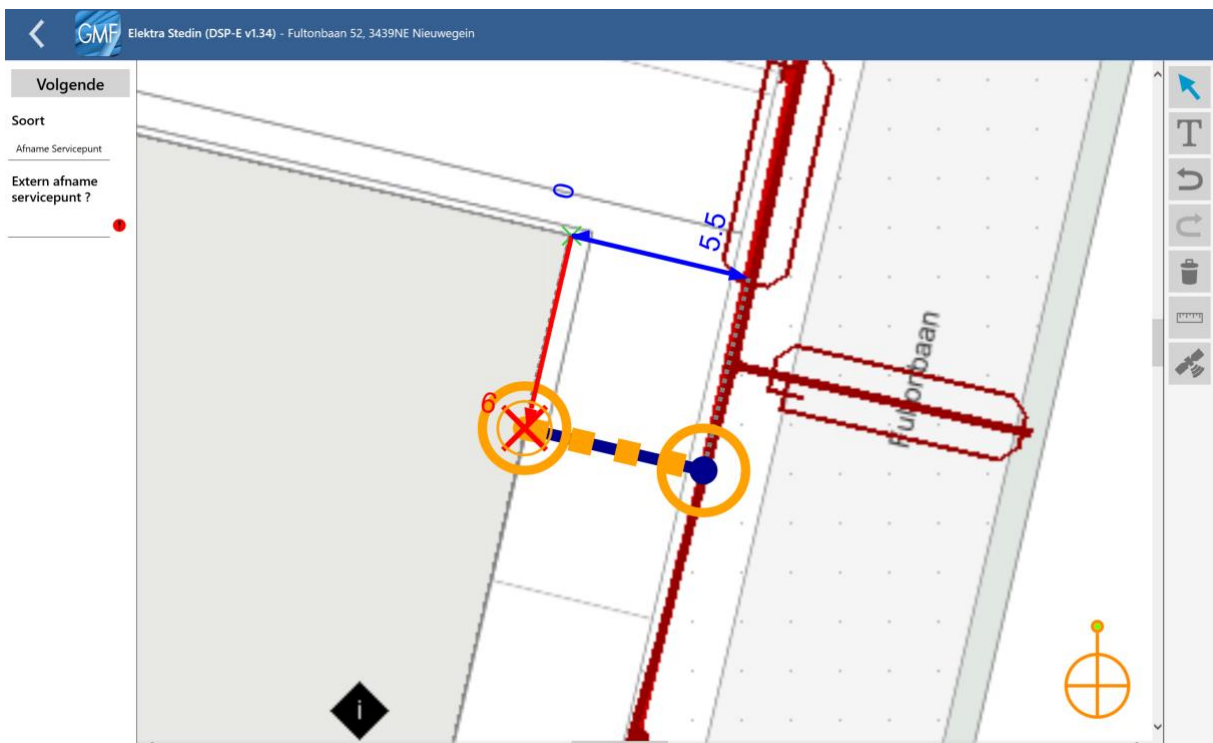 GMF
Elektra Stedin (DSP-E v1.34) - Fultonbaan 52, 3439NE Nieuwegein
Volgende
Soort
Afname Servicepunt
Extern afname
servicepunt ?
!
0
5.5
6
Fultonbaan
i
T